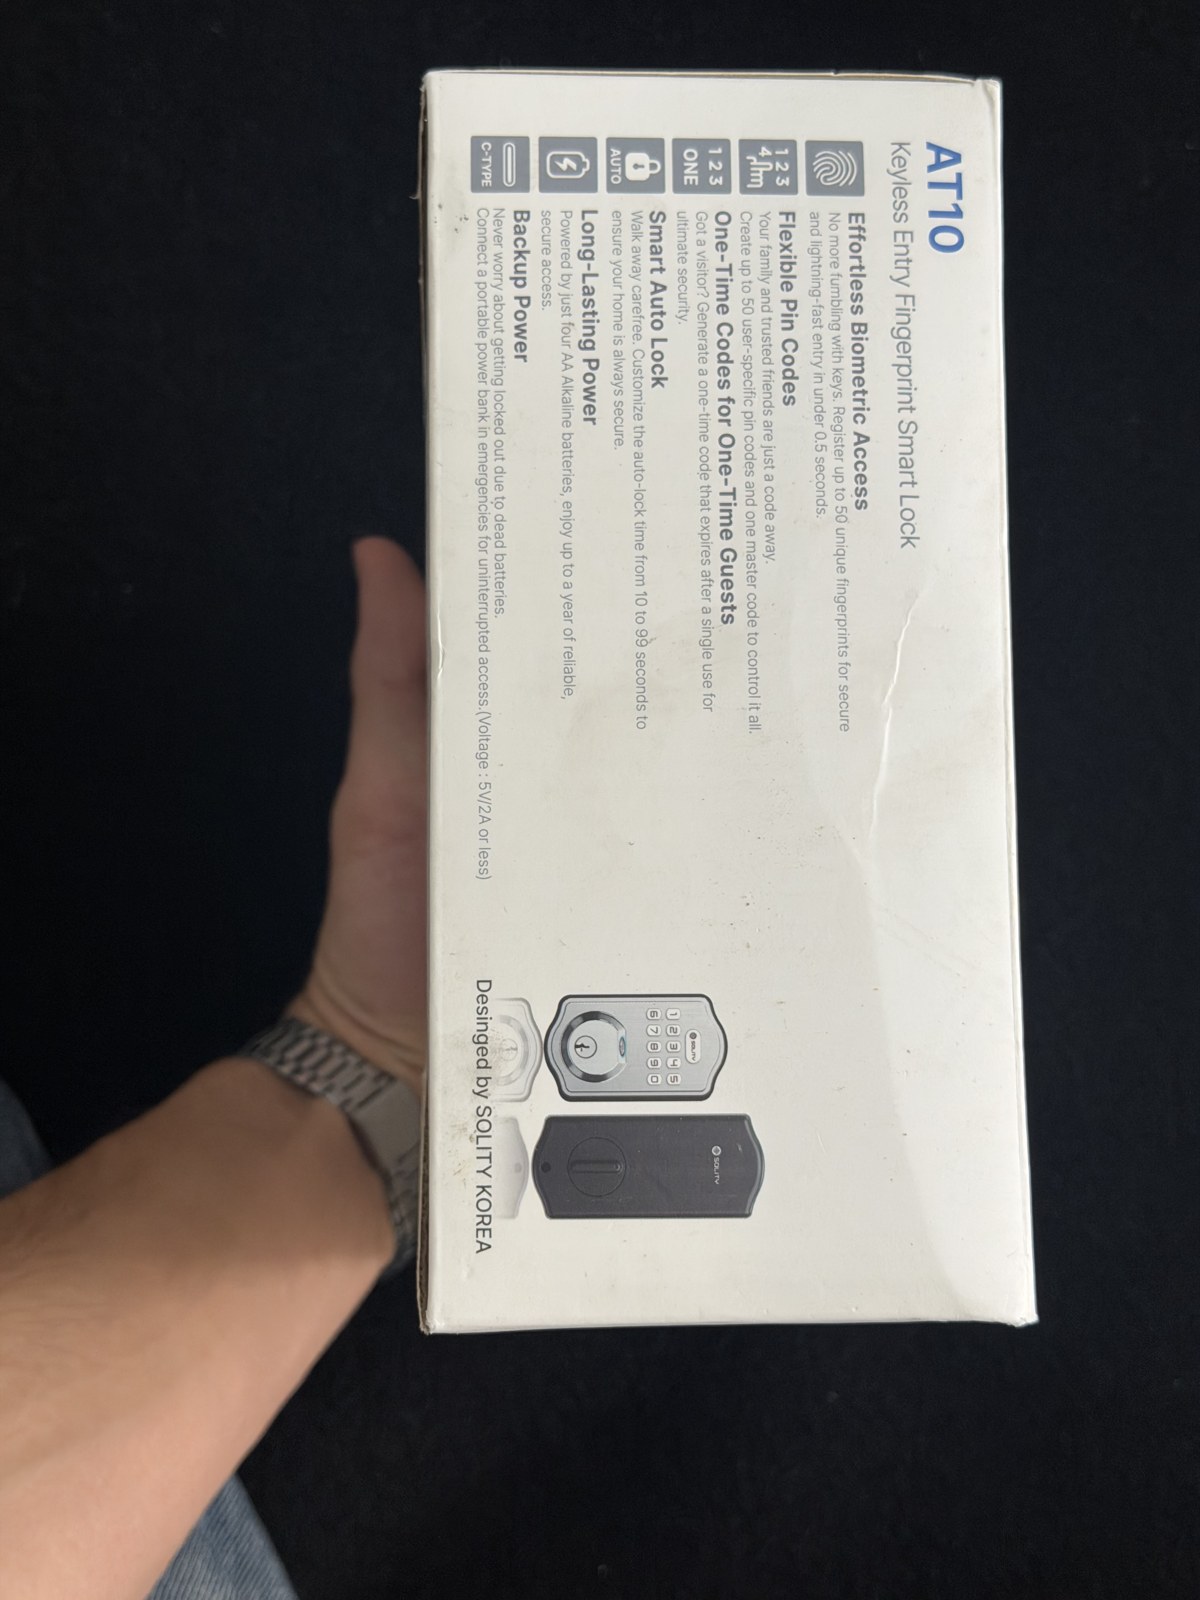 AT10
Keyless Entry Fingerprint Smart Lock
Effortless Biometric Access
No more fumbling with keys. Register up to 50 unique fingerprints for secure
and lightning-fast entry in under 0.5 seconds.
1 2 3
4
Flexible Pin Codes
Your family and trusted friends are just a code away.
Create up to 50 user-specific pin codes and one master code to control it all.
1 2 3
ONE
One-Time Codes for One-Time Guests
Got a visitor? Generate a one-time code that expires after a single use for
ultimate security.
AUTO
Smart Auto Lock
Walk away carefree. Customize the auto-lock time from 10 to 99 seconds to
ensure your home is always secure.
Long-Lasting Power
Powered by just four AA Alkaline batteries, enjoy up to a year of reliable,
secure access.
C-TYPE
Backup Power
Never worry about getting locked out due to dead batteries.
Connect a portable power bank in emergencies for uninterrupted access.(Voltage : 5V/2A or less)
SOLITY
1 2 3 4 5
6 7 8 9 0
SOLITY
Desinged by SOLITY KOREA